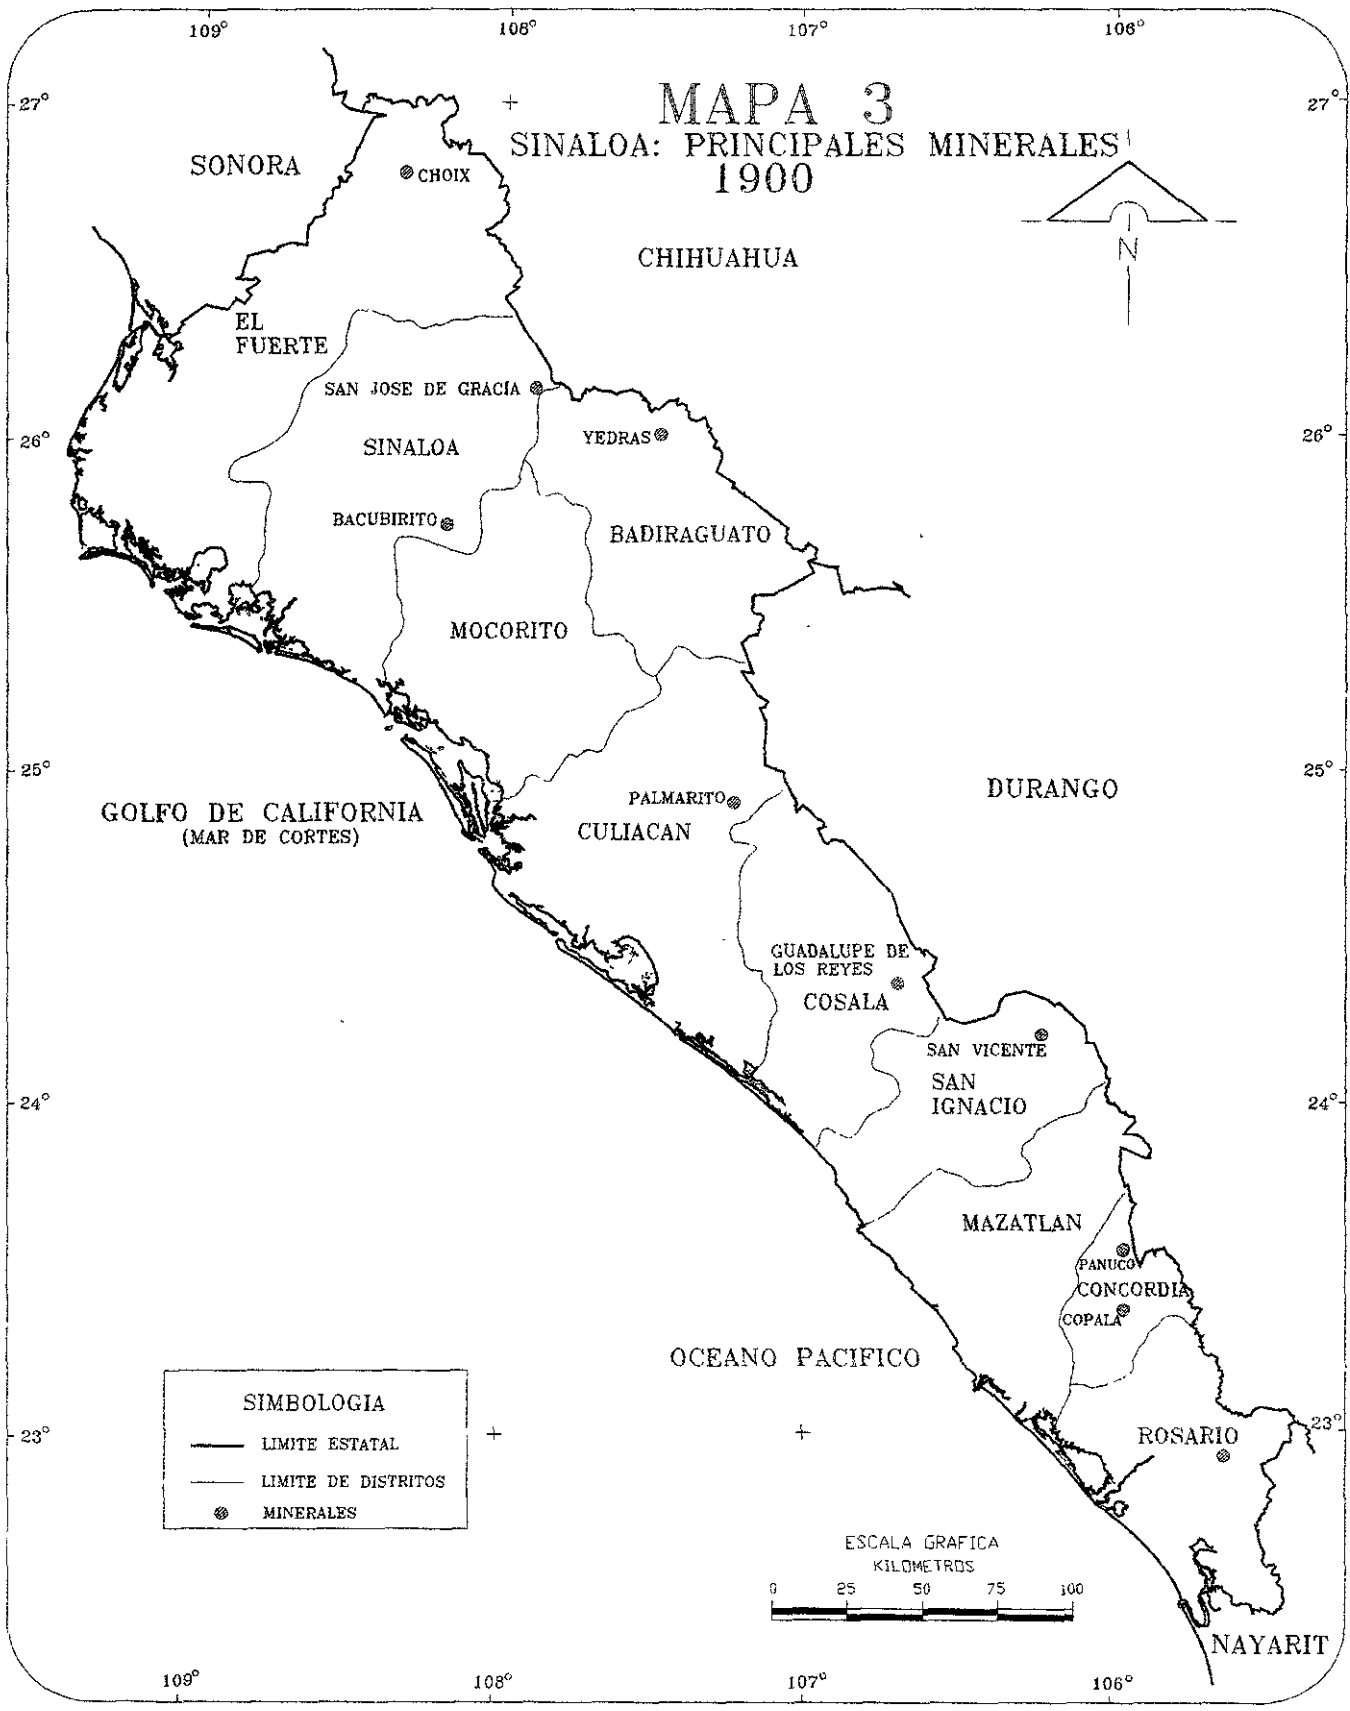 109°
108°
107°
106°
27°
27°
MAPA 3
SINALOA: PRINCIPALES MINERALES
1900
SONORA
CHOIX
CHIHUAHUA
N
EL
FUERTE
SAN JOSE DE GRACIA
SINALOA
YEDRAS
26°
26°
BACUBIRITO
BADIRAGUATO
MOCORITO
25°
25°
DURANGO
PALMARITO
GOLFO DE CALIFORNIA
(MAR DE CORTES)
CULIACAN
GUADALUPE DE
LOS REYES
COSALA
SAN VICENTE
SAN
IGNACIO
24°
24°
MAZATLAN
PANUCO
CONCORDIA
COPALA
OCEANO PACIFICO
SIMBOLOGIA
LIMITE ESTATAL
LIMITE DE DISTRITOS
MINERALES
23°
23°
ROSARIO
ESCALA GRAFICA
KILOMETROS
0 25 50 75 100
NAYARIT
109°
108°
107°
106°